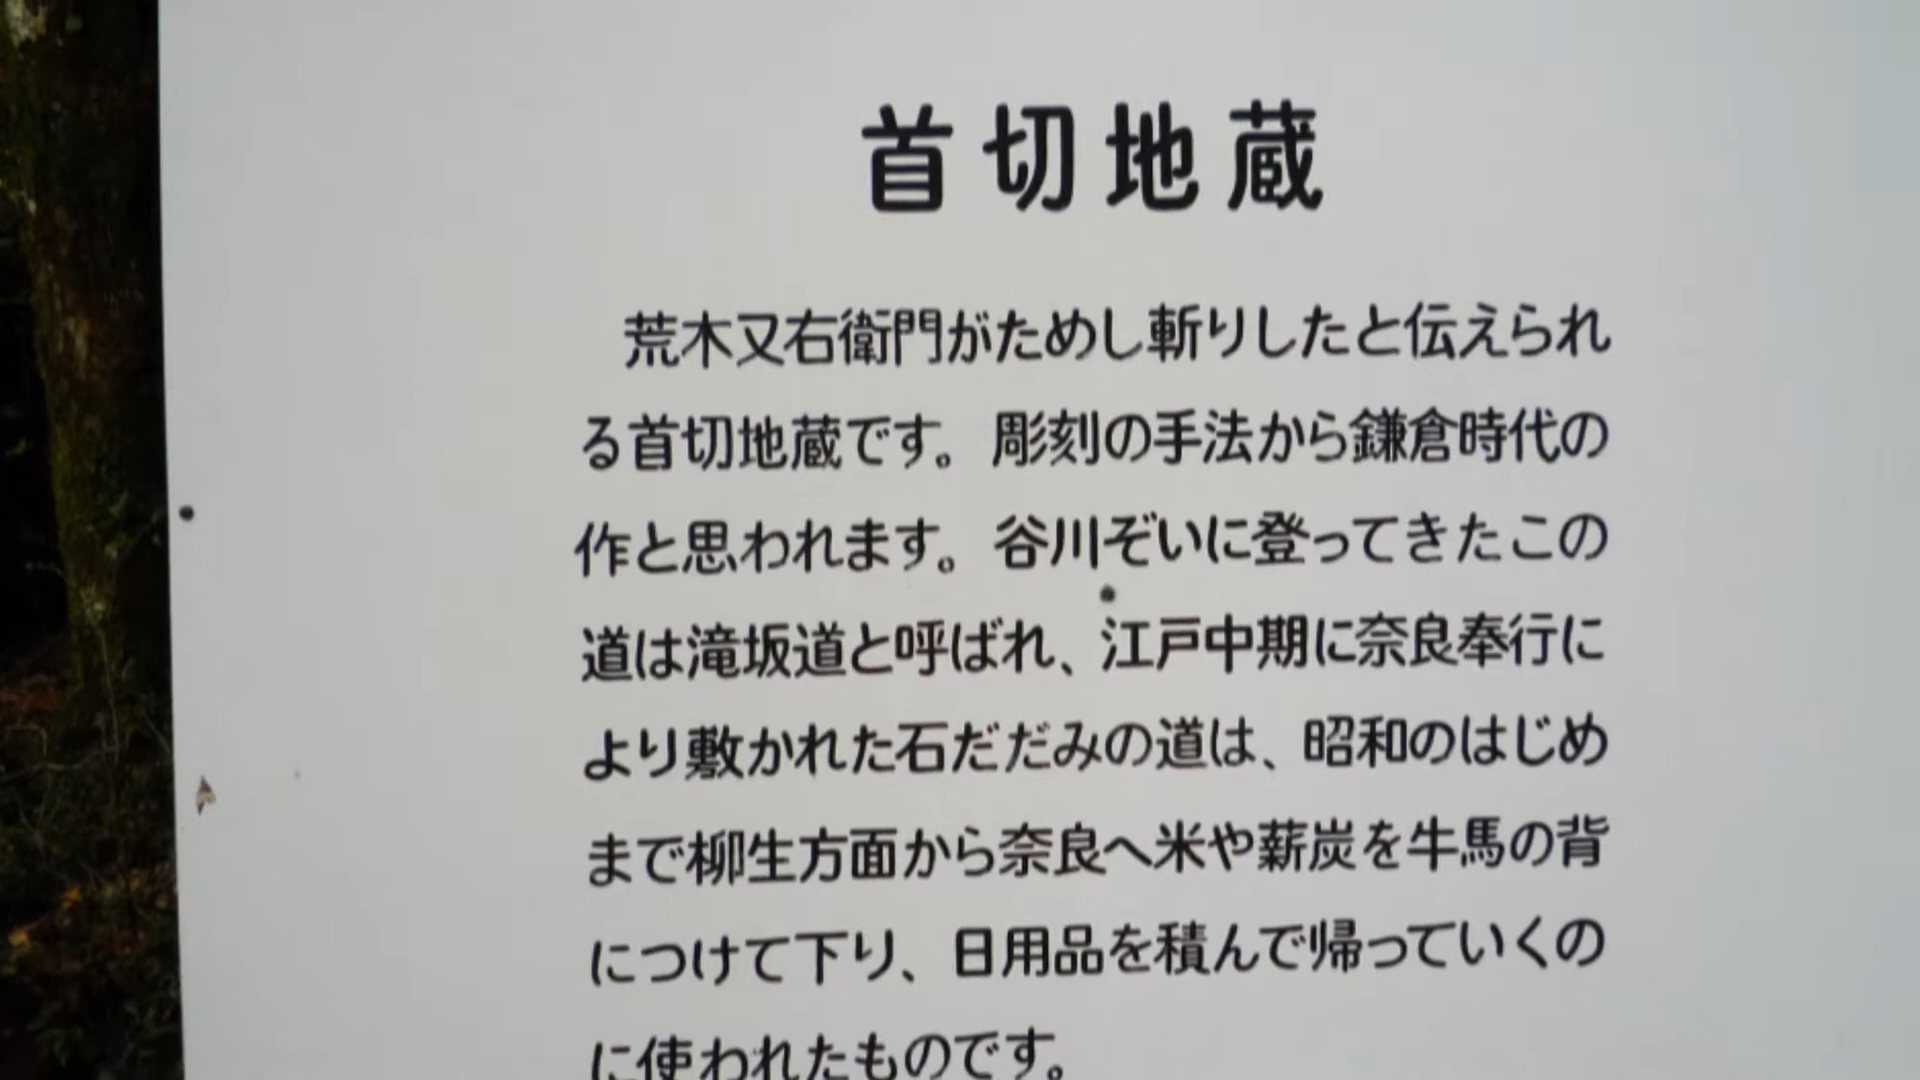 首切地蔵
荒木又右衛門がためし斬りしたと伝えられ
る首切地蔵です。彫刻の手法から鎌倉時代の
作と思われます。谷川ぞいに登ってきたこの
道は滝坂道と呼ばれ、江戸中期に奈良奉行に
より敷かれた石だだみの道は、昭和のはじめ
まで柳生方面から奈良へ米や薪炭を牛馬の背
につけて下り、日用品を積んで帰っていくの
に使われたものです。